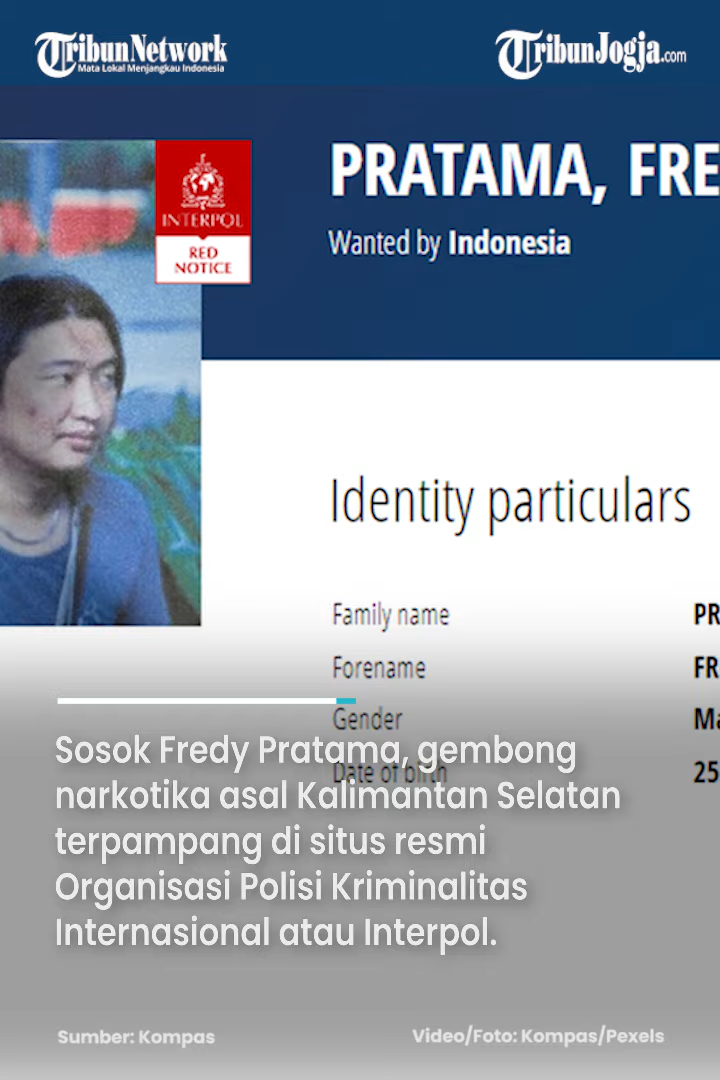 TribunNetwork
Mata Lokal Menjangkau Indonesia
TribunJogja.com
INTERPOL
RED
NOTICE
PRATAMA, FRE
Wanted by Indonesia
Identity particulars
Family name PR
Forename FR
Gender Ma
Date of birth 25
Sosok Fredy Pratama, gembong
narkotika asal Kalimantan Selatan
terpampang di situs resmi
Organisasi Polisi Kriminalitas
Internasional atau Interpol.
Sumber: Kompas
Video/Foto: Kompas/Pexels